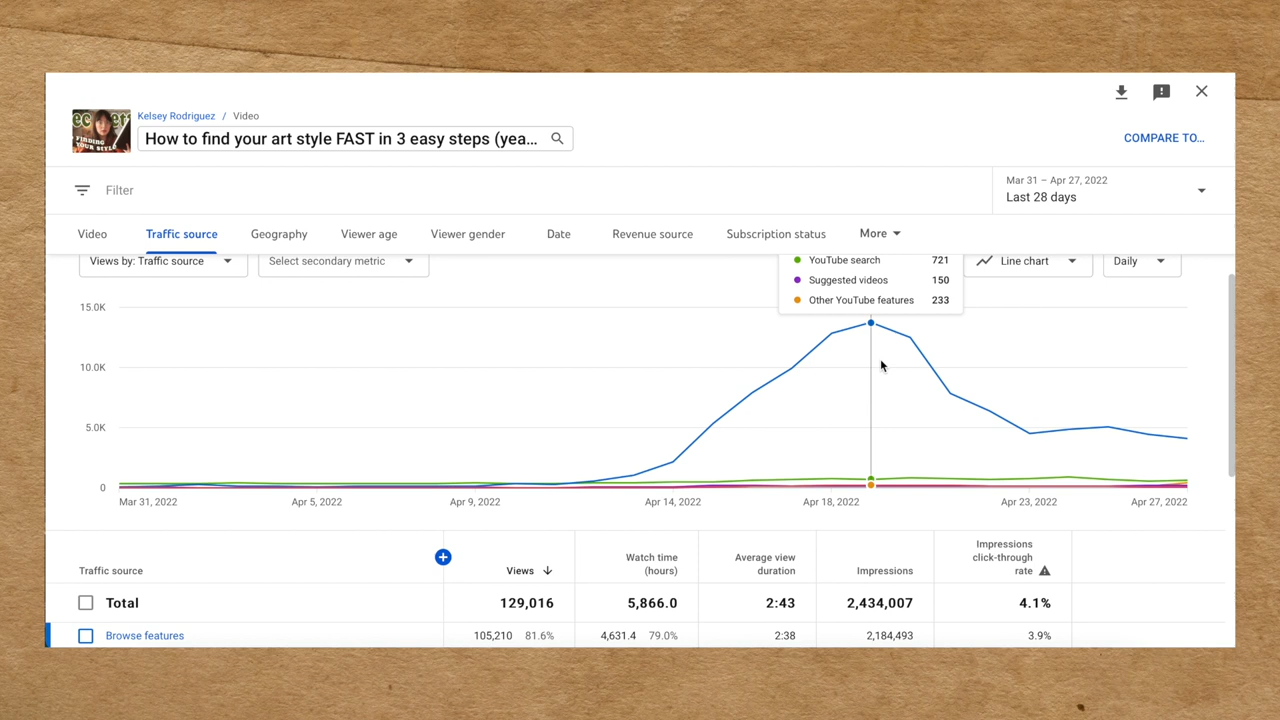 Kelsey Rodriguez / Video
How to find your art style FAST in 3 easy steps (yea...
COMPARE TO...
Filter
Mar 31 – Apr 27, 2022
Last 28 days
Video Traffic source Geography Viewer age Viewer gender Date Revenue source Subscription status More
Views by: Traffic source Select secondary metric Line chart Daily
YouTube search 721
Suggested videos 150
Other YouTube features 233
15.0K
10.0K
5.0K
0
Mar 31, 2022 Apr 5, 2022 Apr 9, 2022 Apr 14, 2022 Apr 18, 2022 Apr 23, 2022 Apr 27, 2022
Traffic source Views Watch time (hours) Average view duration Impressions Impressions click-through rate
Total 129,016 5,866.0 2:43 2,434,007 4.1%
Browse features 105,210 81.6% 4,631.4 79.0% 2:38 2,184,493 3.9%
FINDING
YOUR STYLE